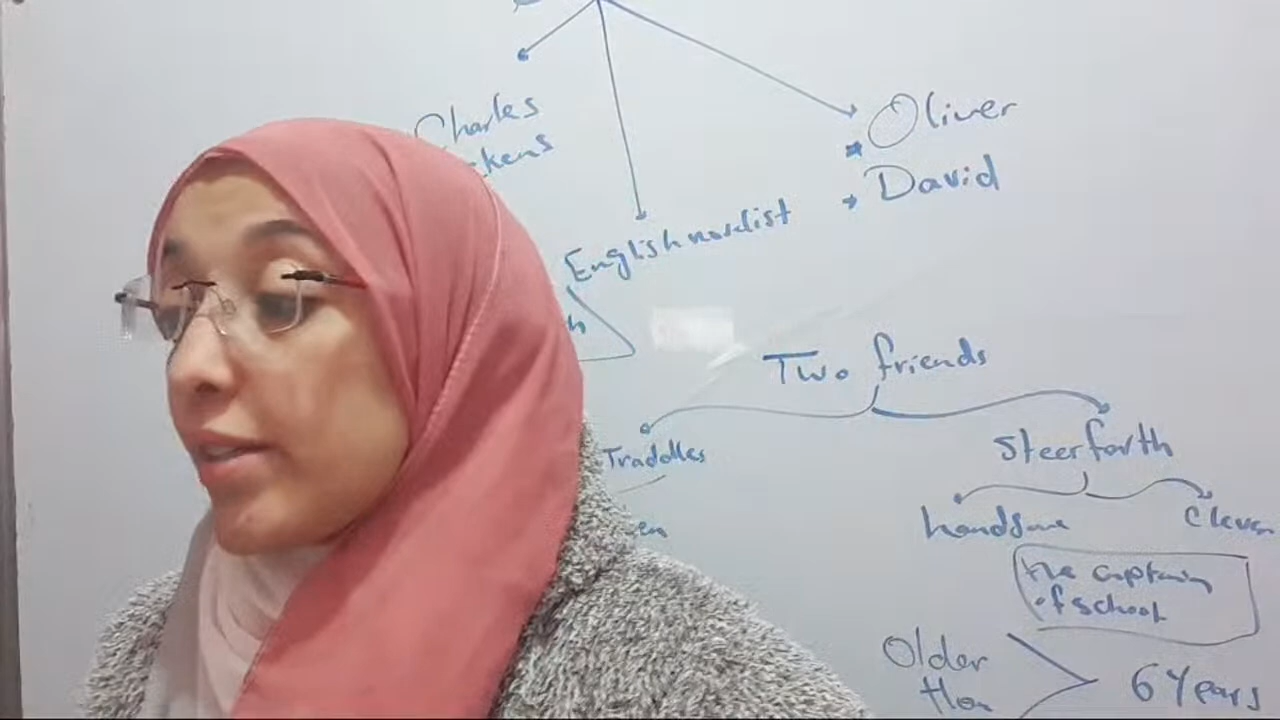 Charles
Oliver
David
English novelist
Two friends
Traddles
Steerforth
handsome
Clever
the captain
of school
Older
than
6 Years